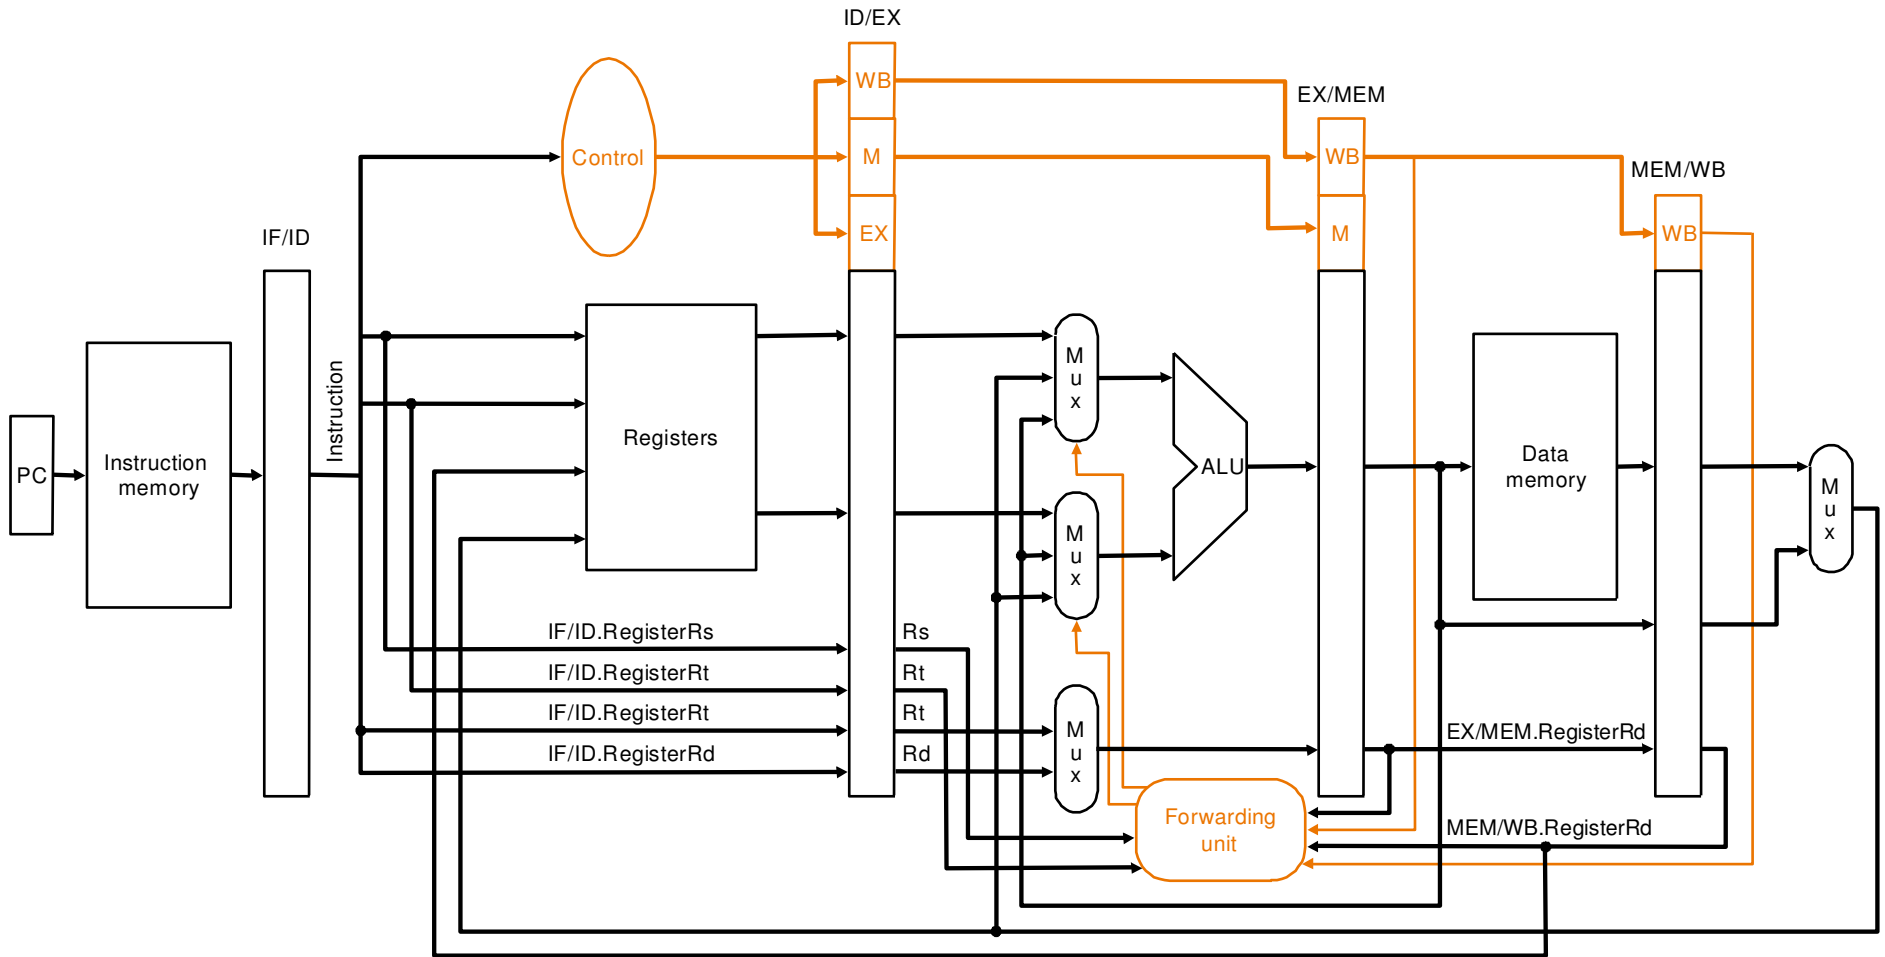 ID/EX
WB
EX/MEM
Control
M
WB
MEM/WB
EX
M
WB
IF/ID
Instruction
Registers
PC
Instruction
memory
M
u
x
M
u
x
ALU
Data
memory
M
u
x
IF/ID.RegisterRs
Rs
IF/ID.RegisterRt
Rt
IF/ID.RegisterRt
Rt
IF/ID.RegisterRd
Rd
M
u
x
EX/MEM.RegisterRd
Forwarding
unit
MEM/WB.RegisterRd